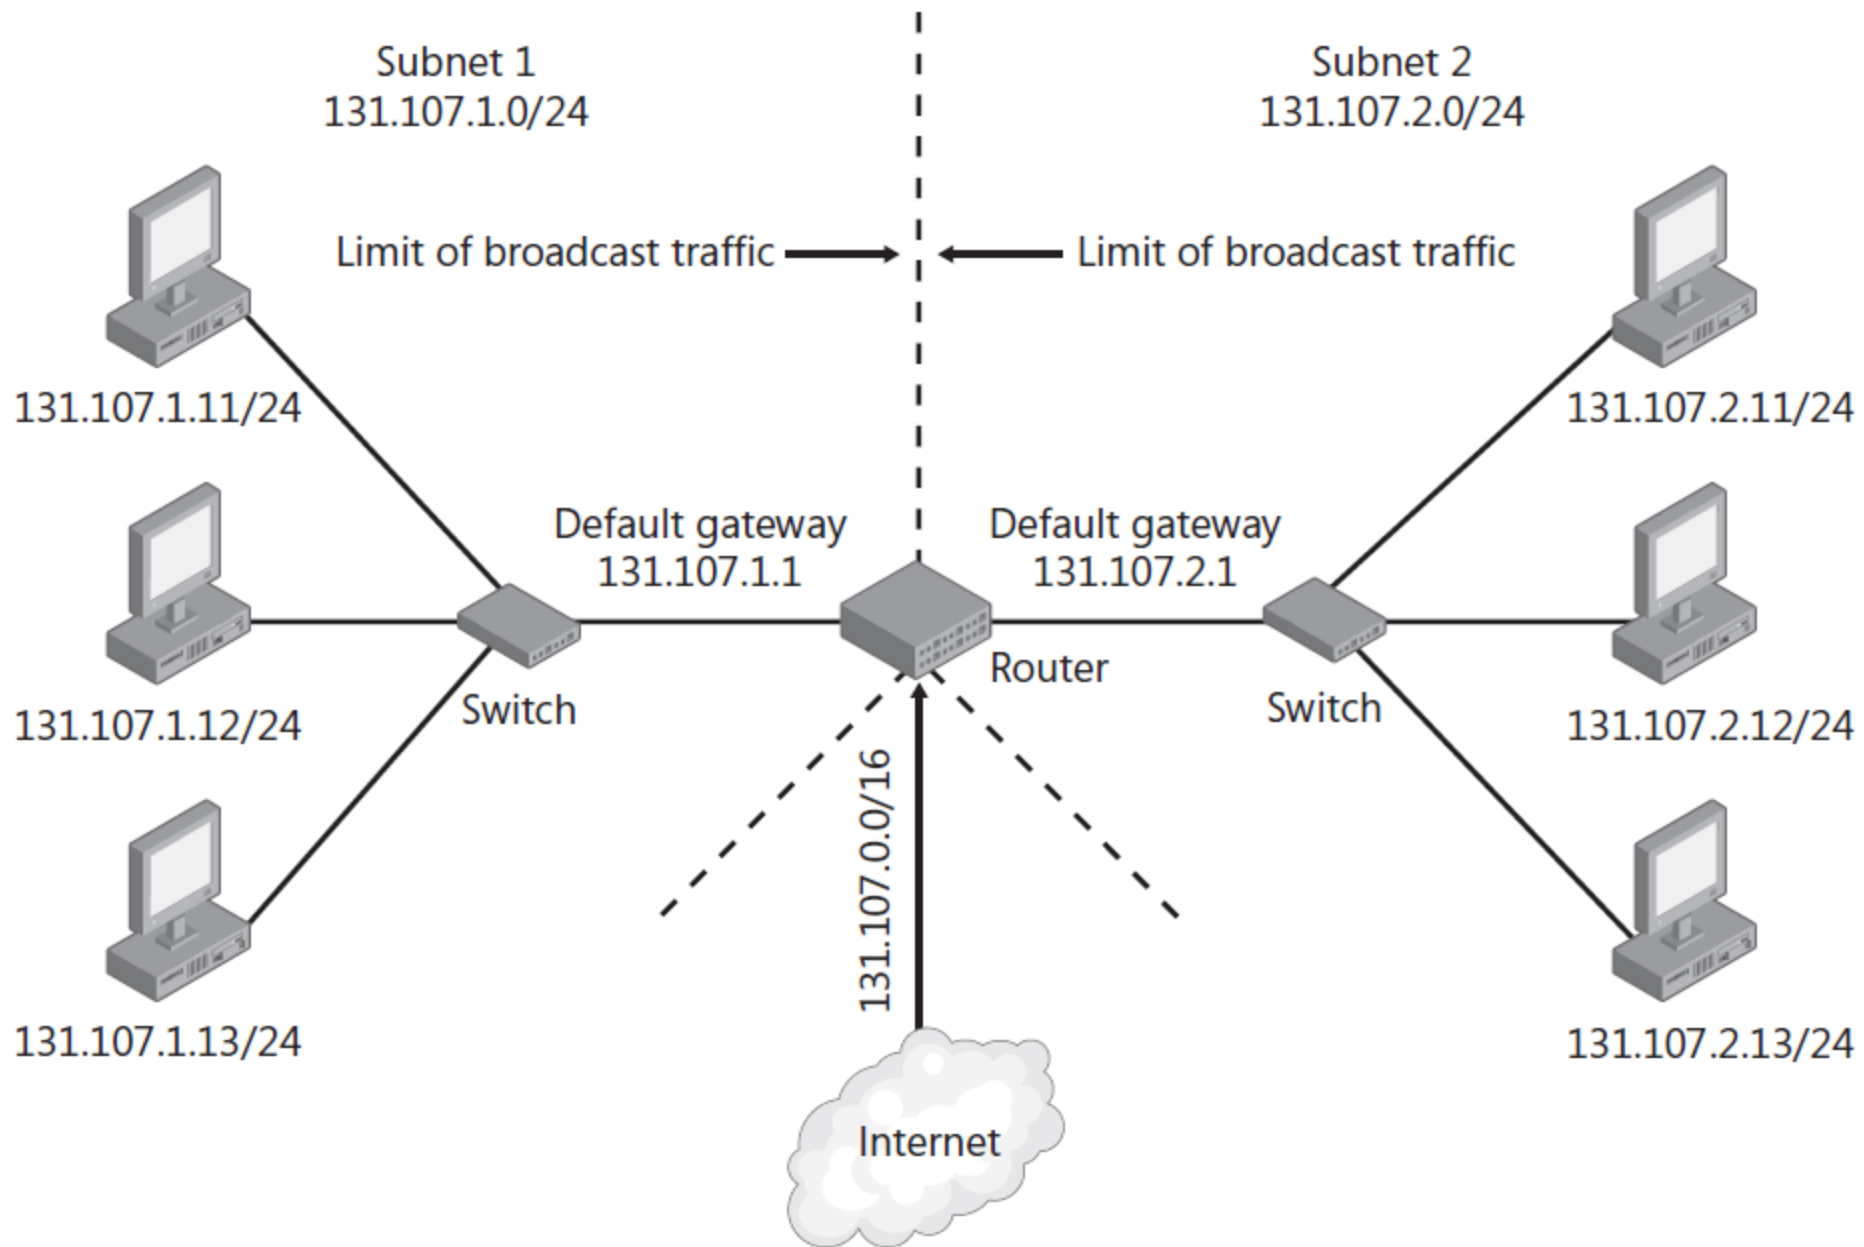 Subnet 1
131.107.1.0/24
Subnet 2
131.107.2.0/24
Limit of broadcast traffic
Limit of broadcast traffic
131.107.1.11/24
131.107.2.11/24
Default gateway
131.107.1.1
Default gateway
131.107.2.1
Router
Switch
Switch
131.107.1.12/24
131.107.2.12/24
131.107.0.0/16
131.107.1.13/24
131.107.2.13/24
Internet